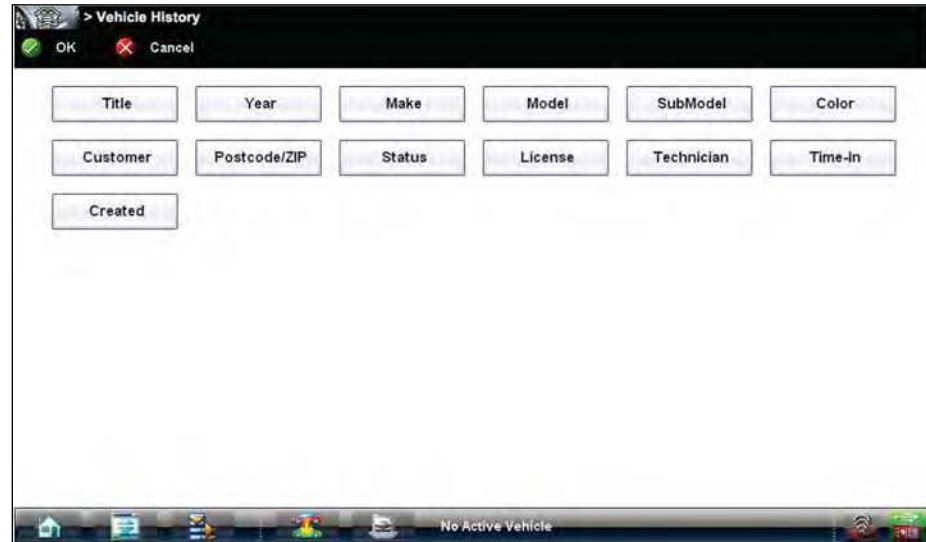 > Vehicle History
OK Cancel
Title Year Make Model SubModel Color
Customer Postcode/ZIP Status License Technician Time-In
Created
No Active Vehicle